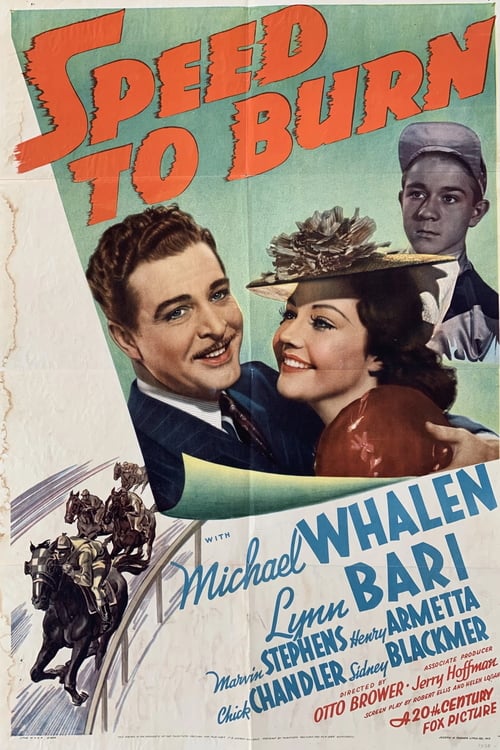 SPEED
TO BURN
WITH
Michael WHALEN
Lynn BARI
Marvin STEPHENS Henry ARMETTA
Chick CHANDLER Sidney BLACKMER
ASSOCIATE PRODUCER
DIRECTED BY
OTTO BROWER · Jerry Hoffman
SCREEN PLAY BY ROBERT ELLIS AND HELEN LOGAN
A 20th CENTURY
FOX PICTURE